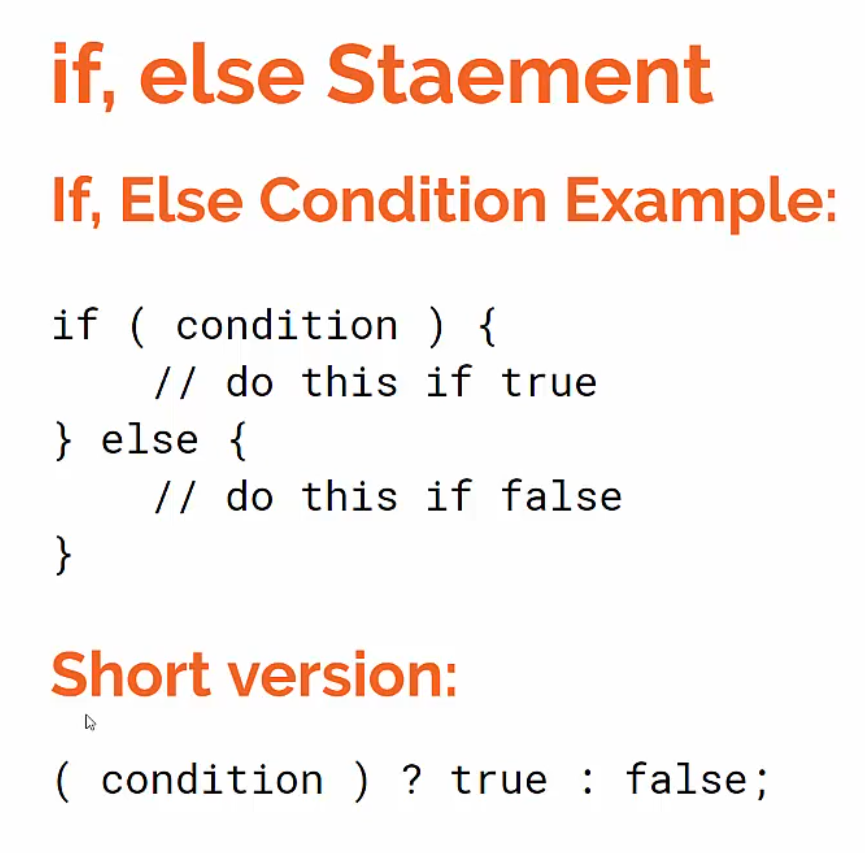 if, else Staement
If, Else Condition Example:
if ( condition ) {
    // do this if true
} else {
    // do this if false
}
Short version:
( condition ) ? true : false;